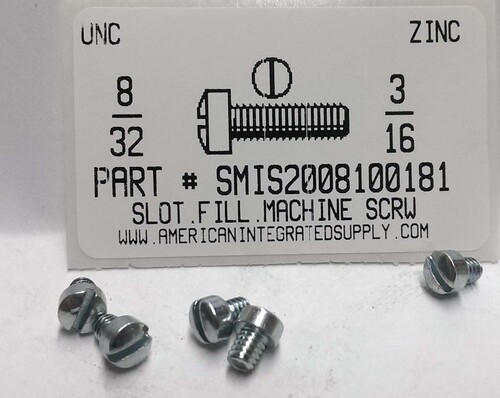 UNC ZINC
8/32 3/16
PART # SMIS2008100181
SLOT.FILL.MACHINE SCRW
WWW.AMERICANINTEGRATEDSUPPLY.COM